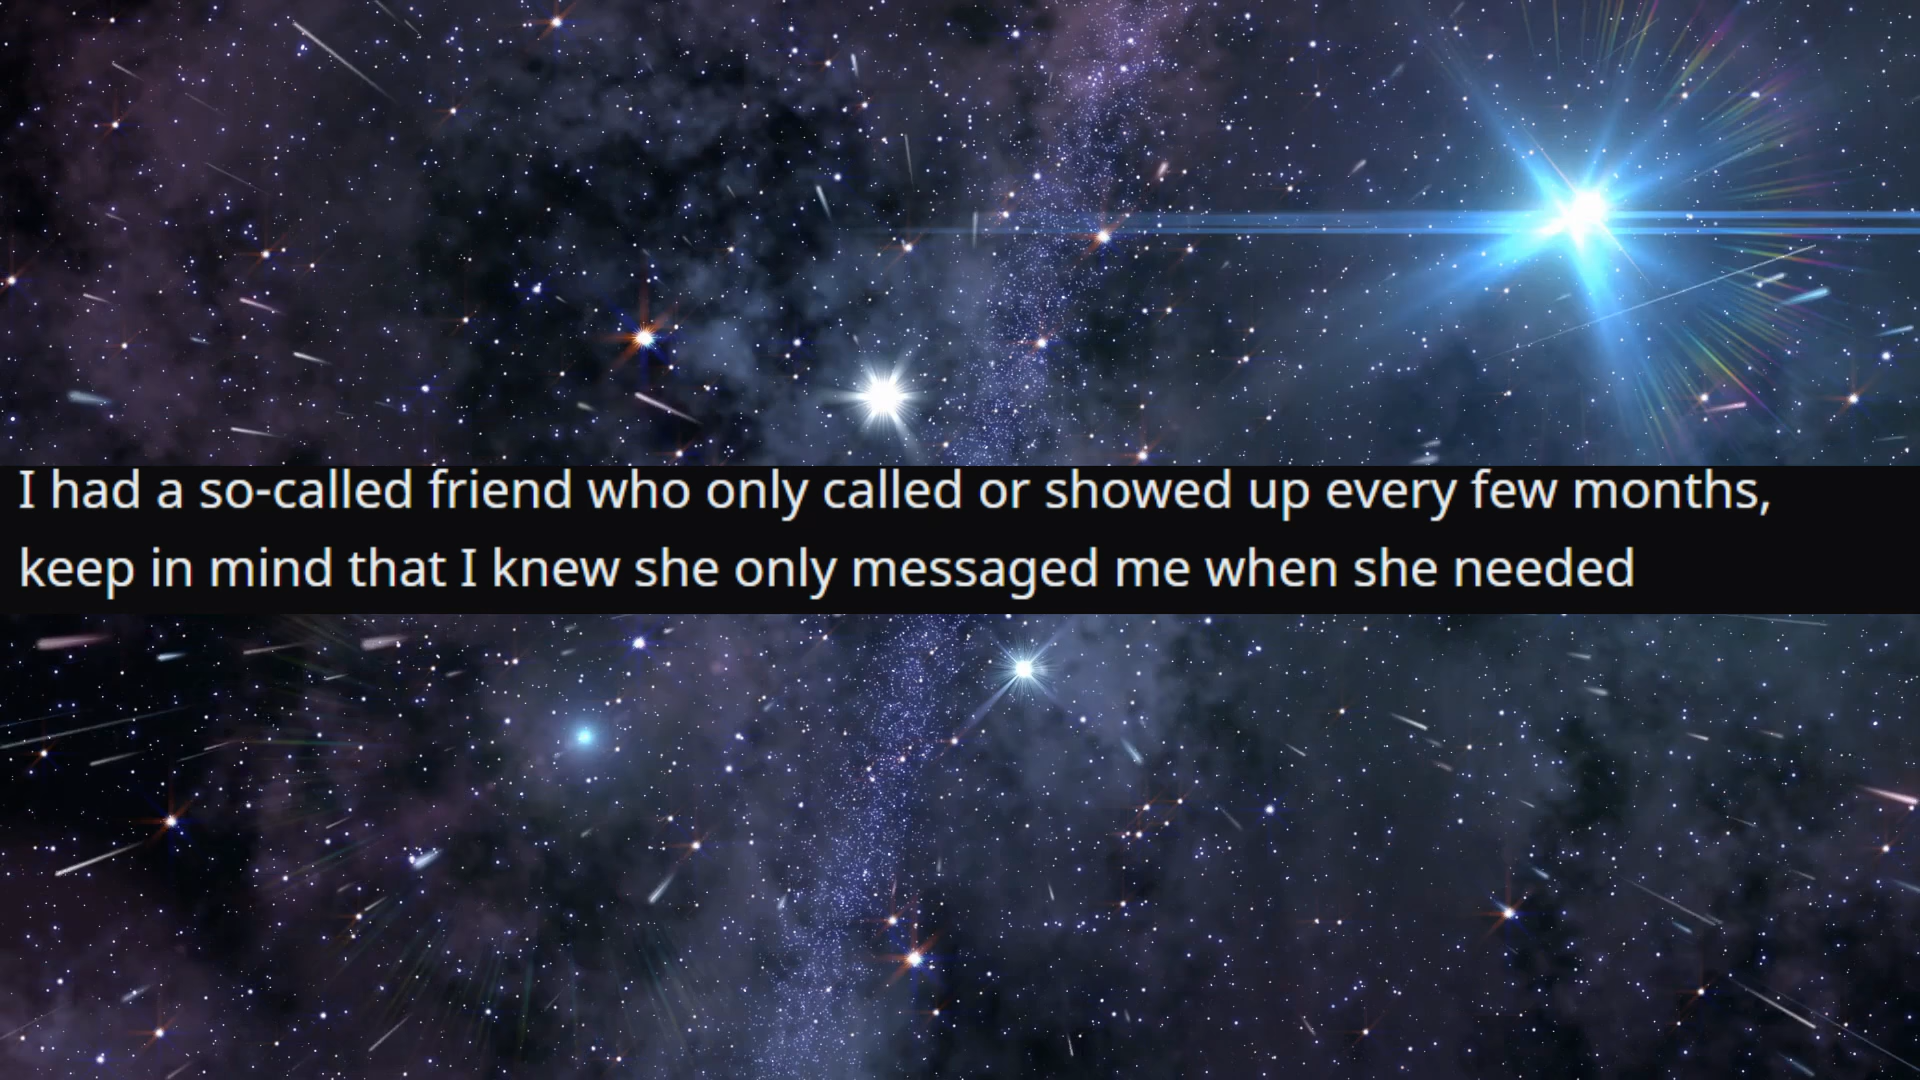 I had a so-called friend who only called or showed up every few months,
keep in mind that I knew she only messaged me when she needed